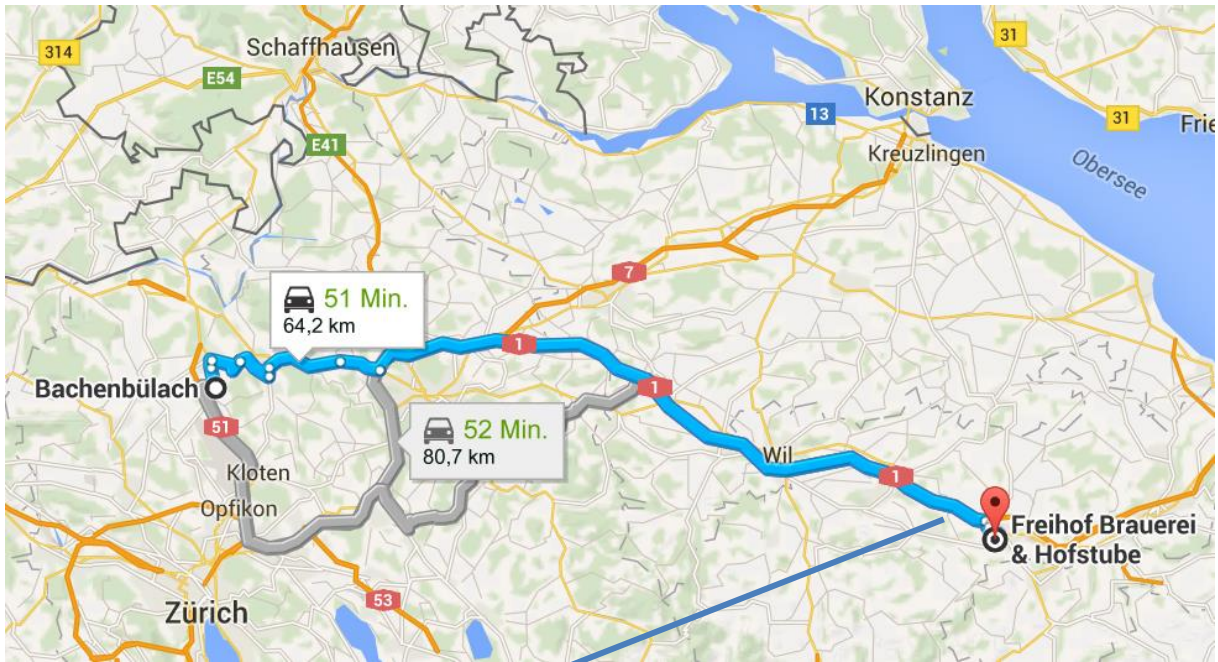 314
Schaffhausen
31
E54
13
Konstanz
31
E41
Kreuzlingen
Obersee
7
51 Min.
64,2 km
1
Bachenbülach
1
51
52 Min.
80,7 km
Kloten
Wil
1
Opfikon
Freihof Brauerei
& Hofstube
53
Zürich